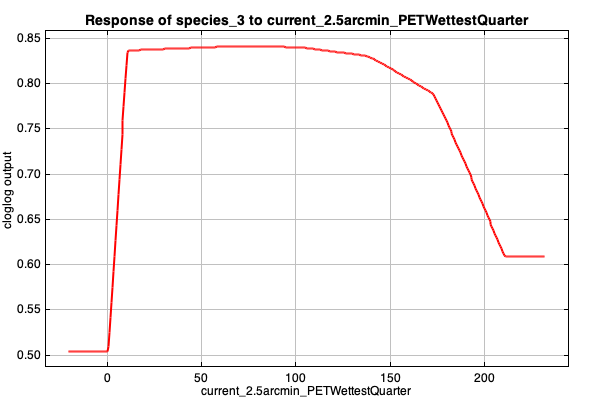 Response of species_3 to current_2.5arcmin_PETWettestQuarter
0.85
0.80
0.75
0.70
0.65
0.60
0.55
0.50
cloglog output
0 50 100 150 200
current_2.5arcmin_PETWettestQuarter